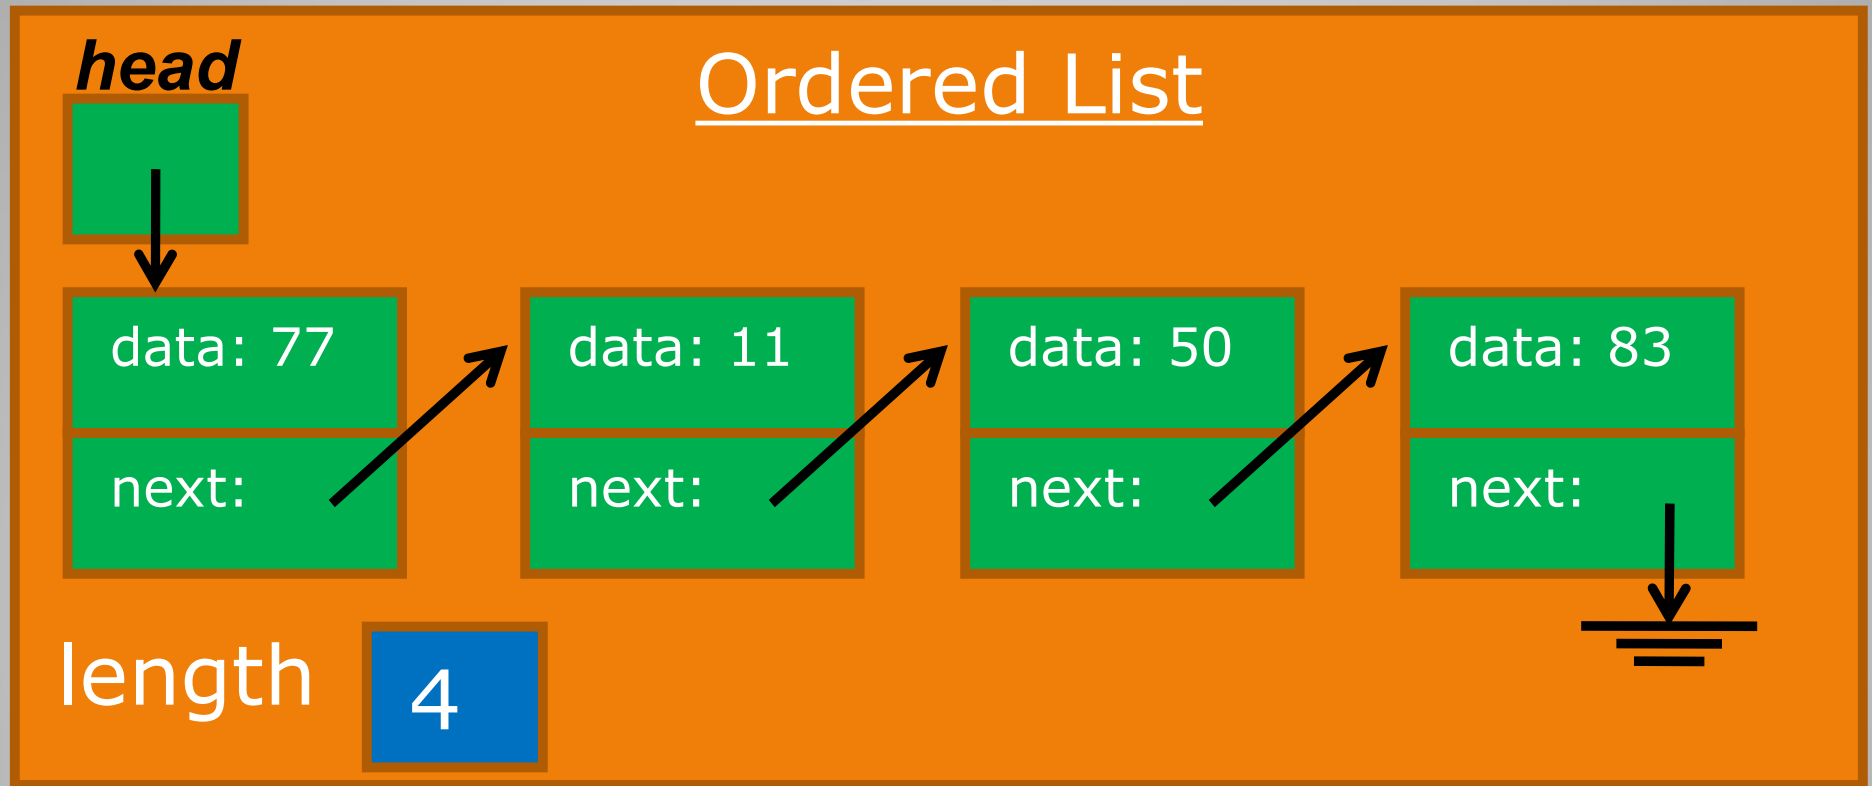 head
Ordered List
data: 77
next:
data: 11
next:
data: 50
next:
data: 83
next:
length
4